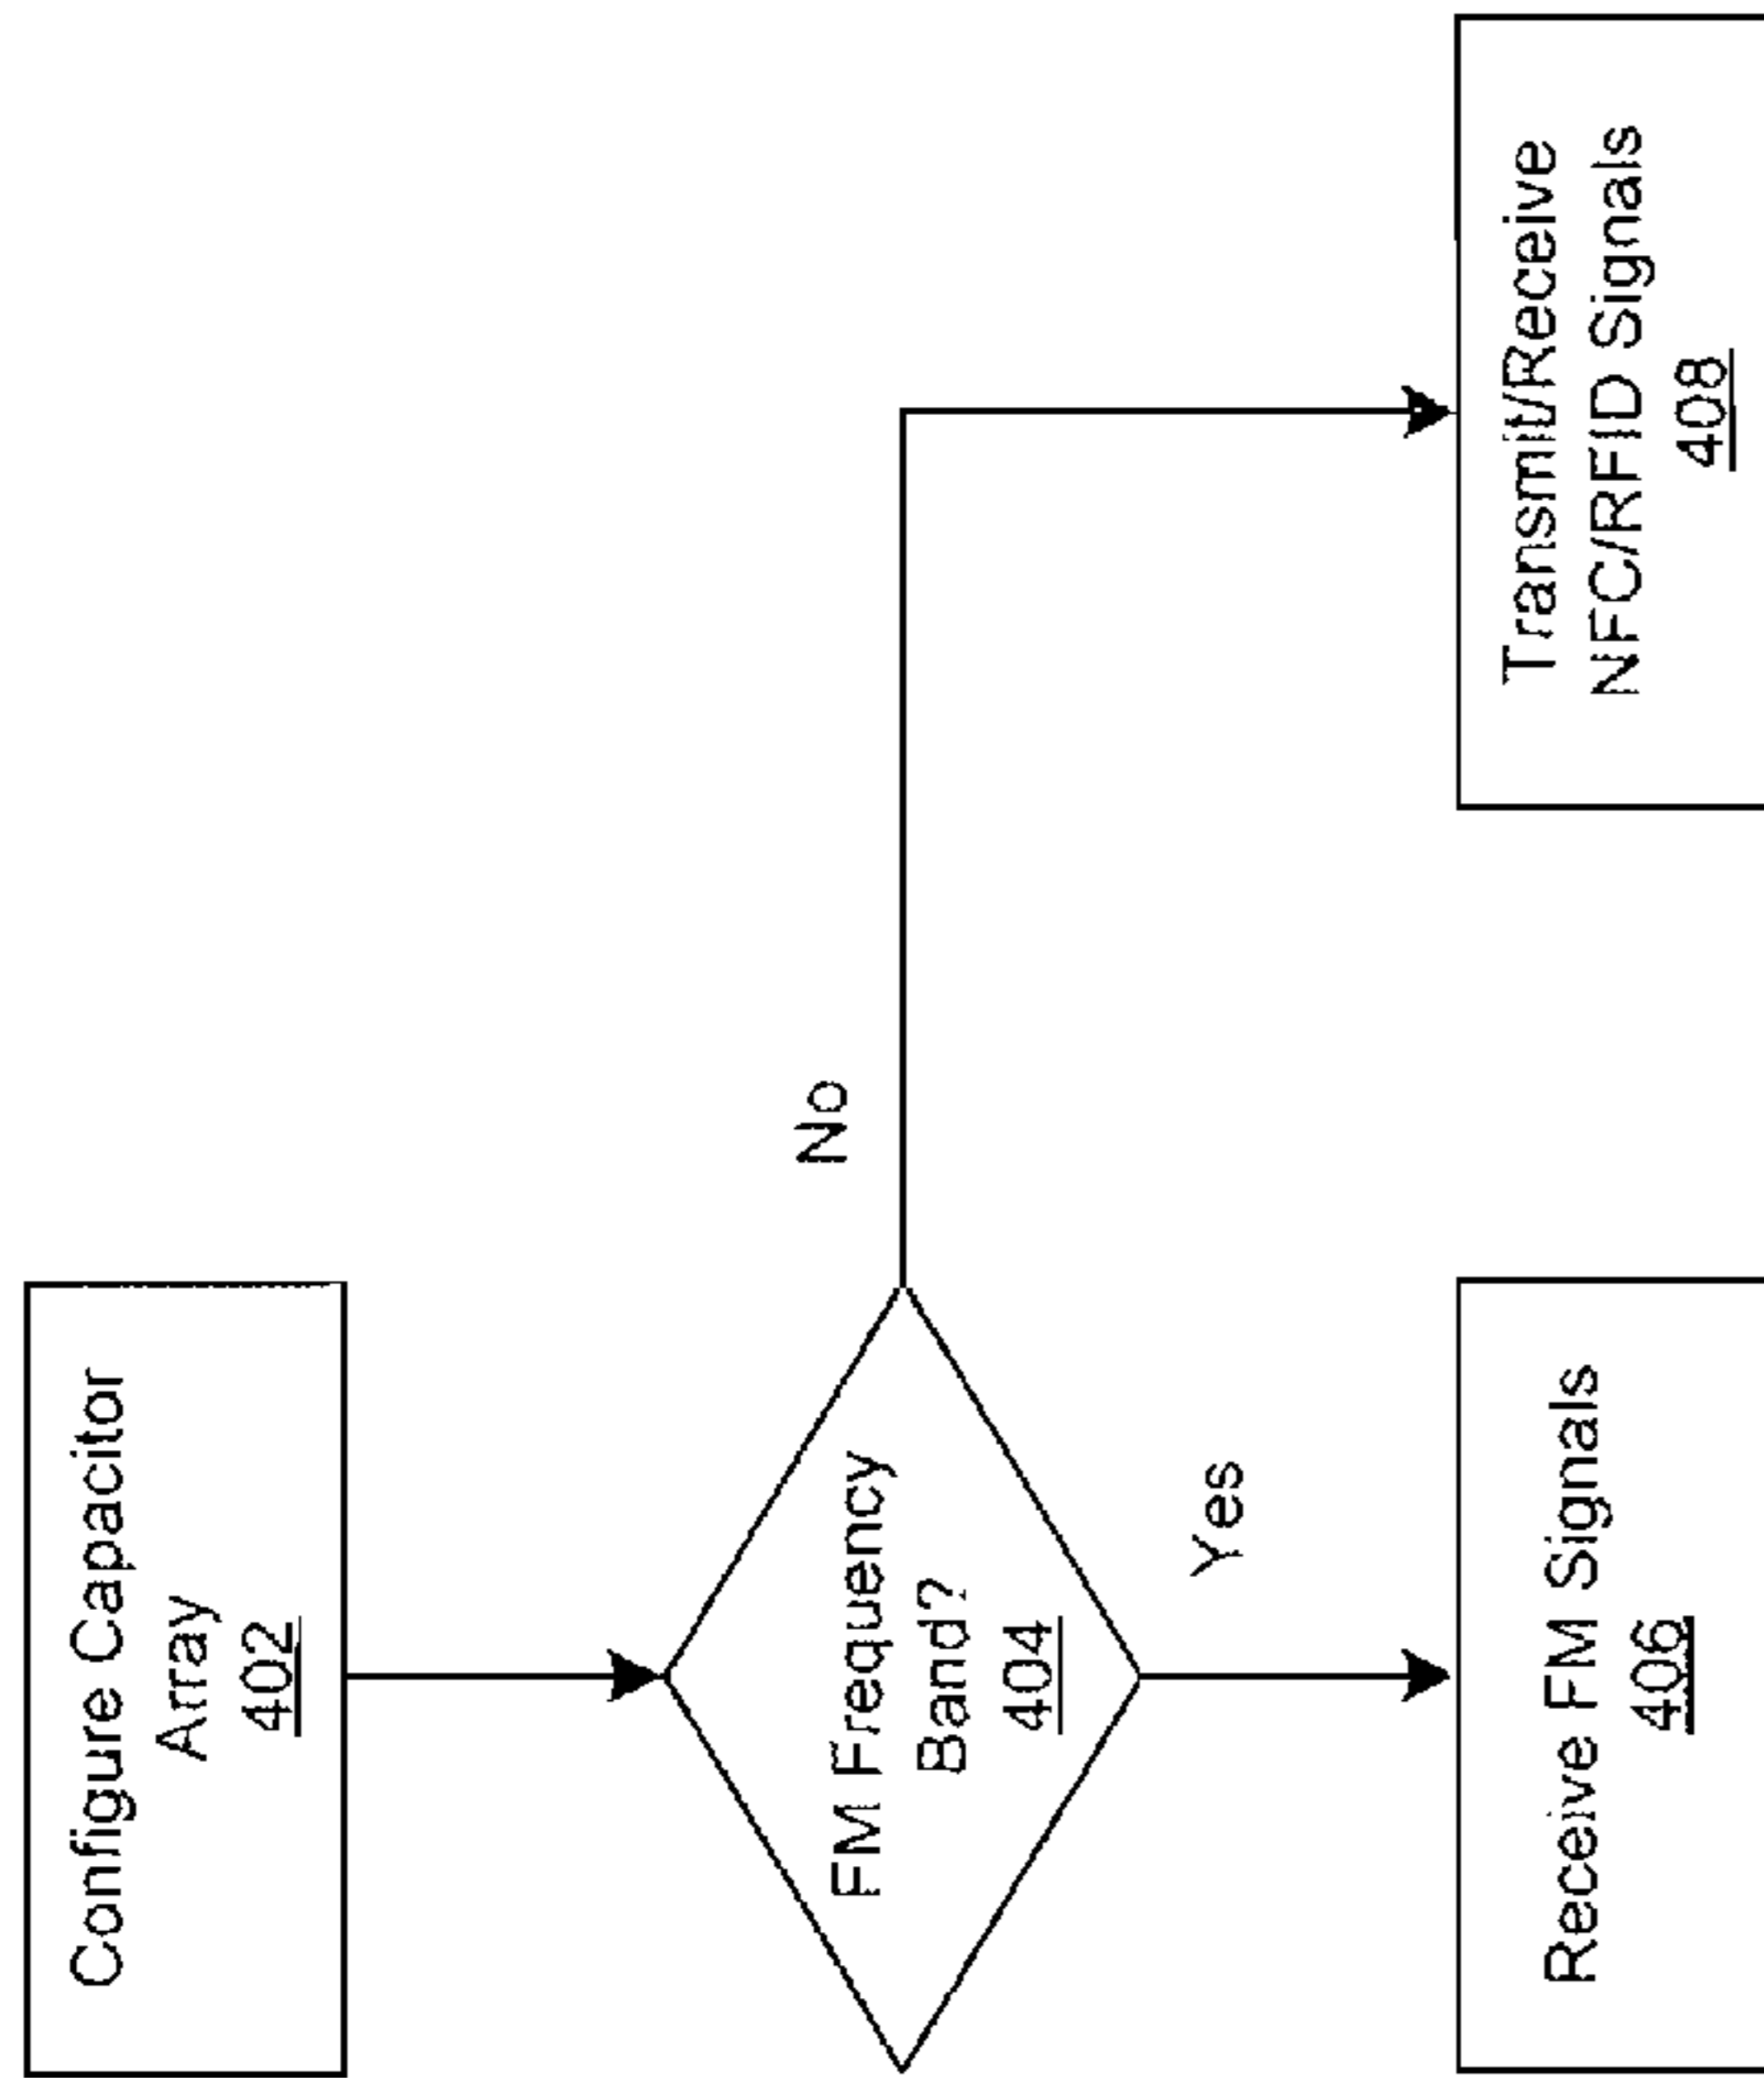 Configure Capacitor
Array
402
FM Frequency
Band?
404
No
Yes
Receive FM Signals
406
Transmit/Receive
NFC/RFID Signals
408